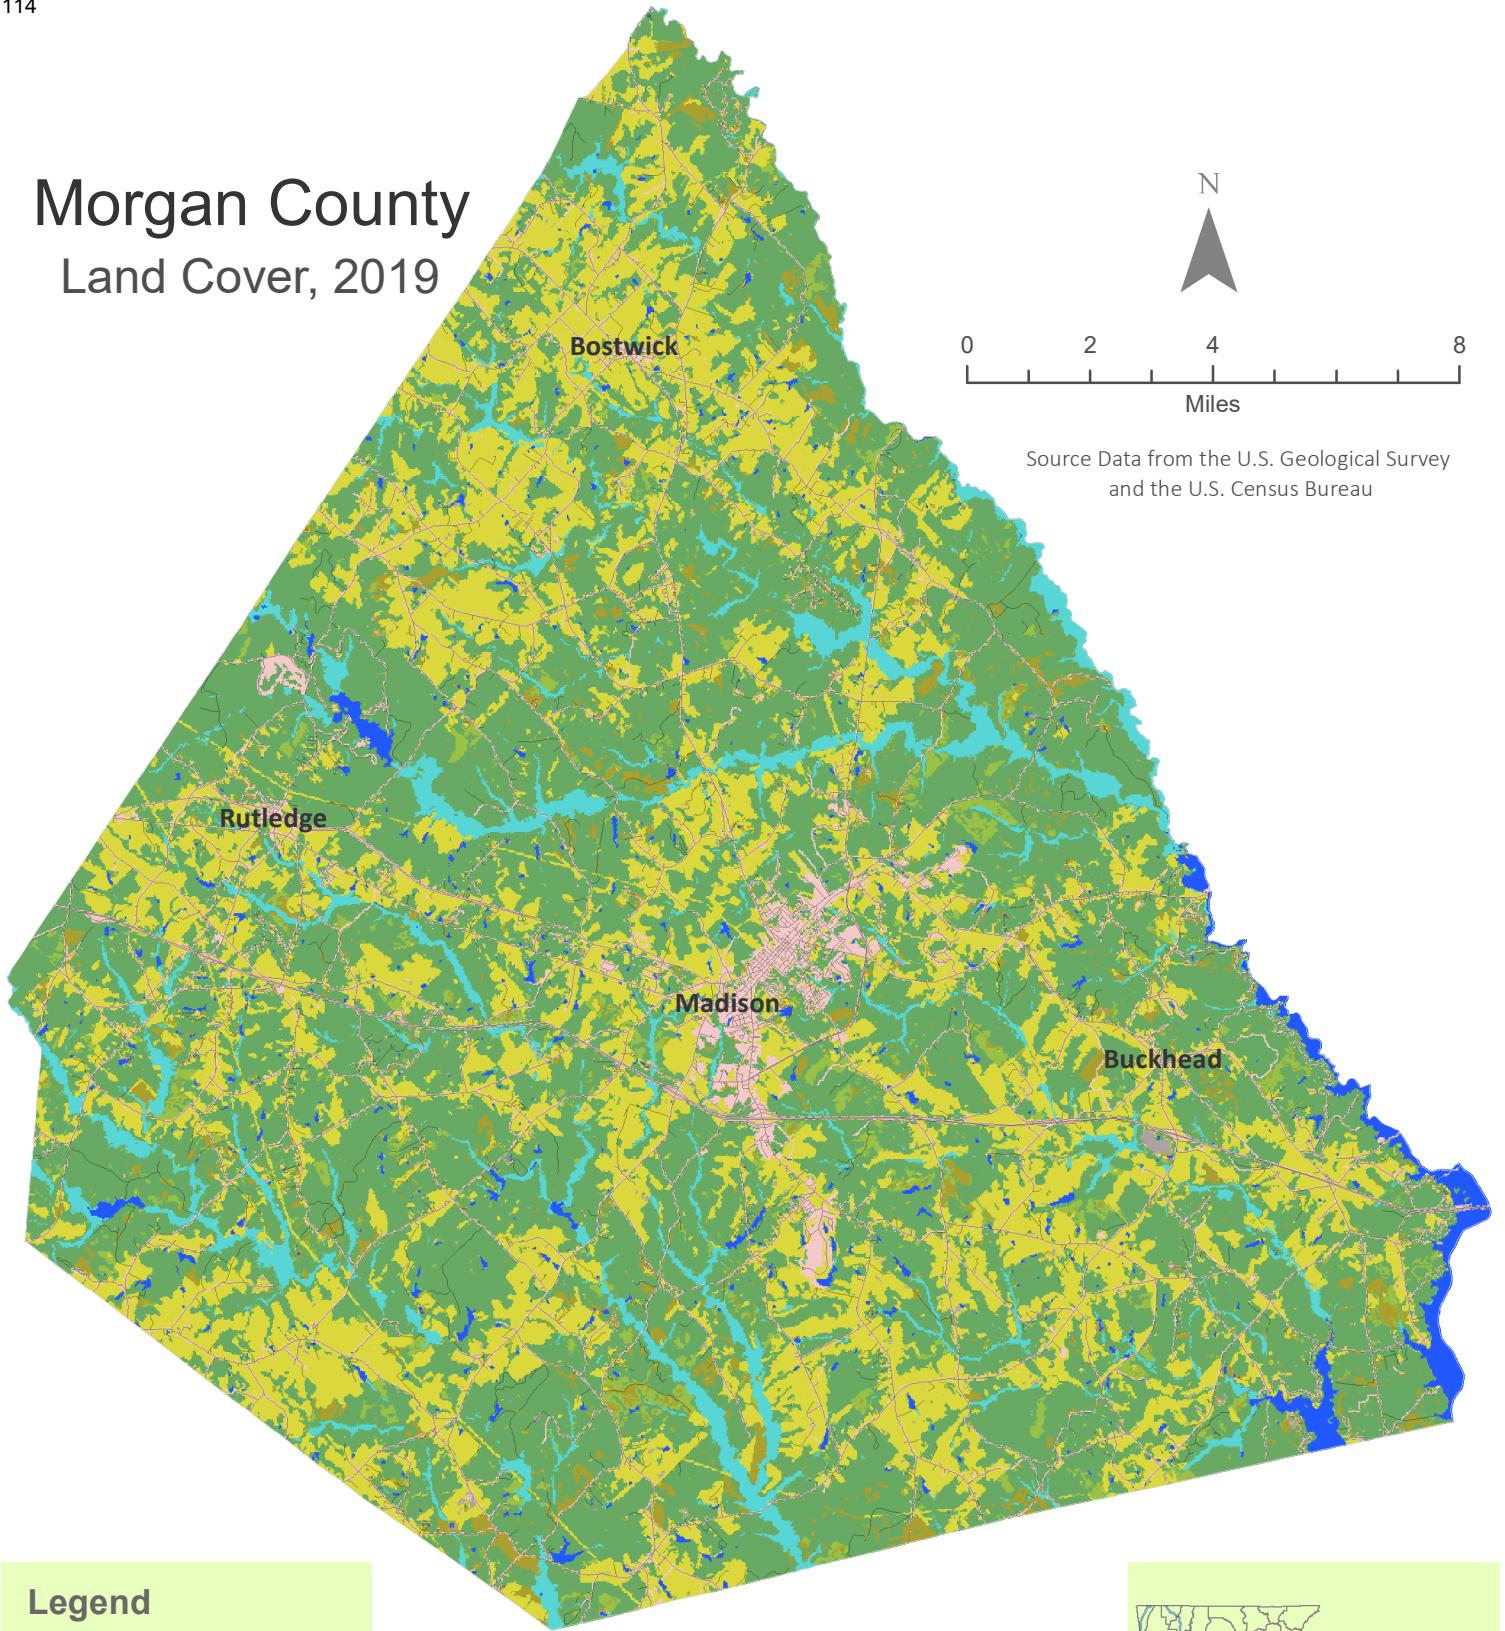 114
Morgan County
Land Cover, 2019
N
0 2 4 8
Miles
Source Data from the U.S. Geological Survey
and the U.S. Census Bureau
Bostwick
Rutledge
Madison
Buckhead
Legend